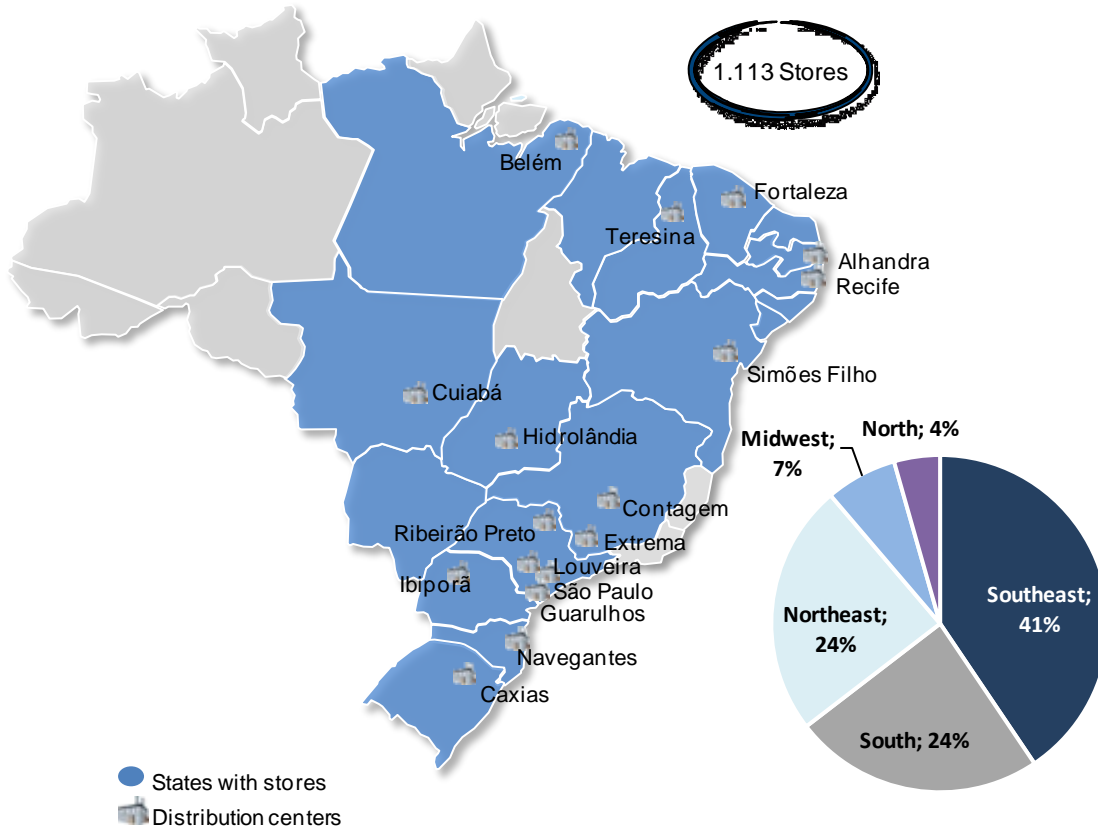 1.113 Stores
Belém
Fortaleza
Teresina
Alhandra
Recife
Simões Filho
Cuiabá
Hidrolândia
Contagem
Ribeirão Preto
Extrema
Louveira
Ibiporã
São Paulo
Guarulhos
Navegantes
Caxias
Midwest;
7%
North; 4%
Southeast;
41%
Northeast;
24%
South; 24%
States with stores
Distribution centers